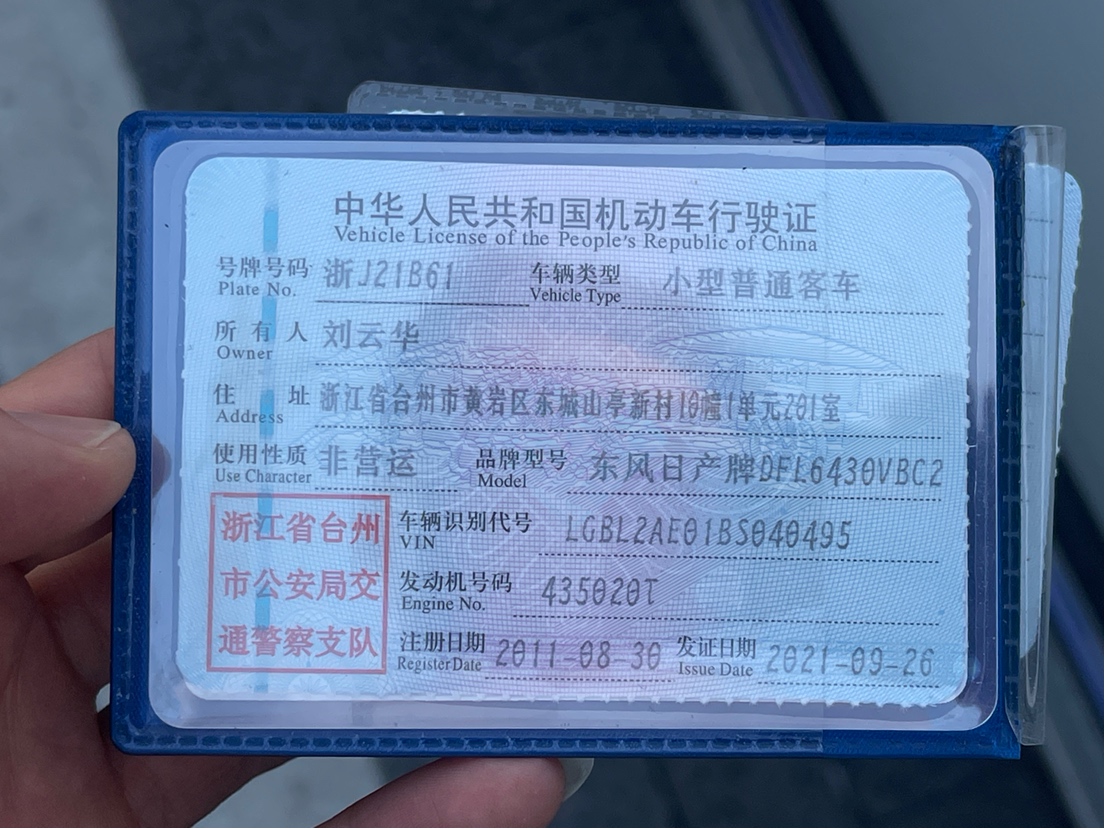 中华人民共和国机动车行驶证
Vehicle License of the People's Republic of China
号牌号码 浙J21B61 车辆类型 小型普通客车
Plate No. Vehicle Type
所有人 刘云华
Owner
住址 浙江省台州市黄岩区东城山亭新村10幢1单元201室
Address
使用性质 非营运 品牌型号 东风日产牌DFL6430VBC2
Use Character Model
浙江省台州
市公安局交
通警察支队
车辆识别代号 LGBL2AE01BS040495
VIN
发动机号码 435020T
Engine No.
注册日期 2011-08-30 发证日期 2021-09-26
Register Date Issue Date